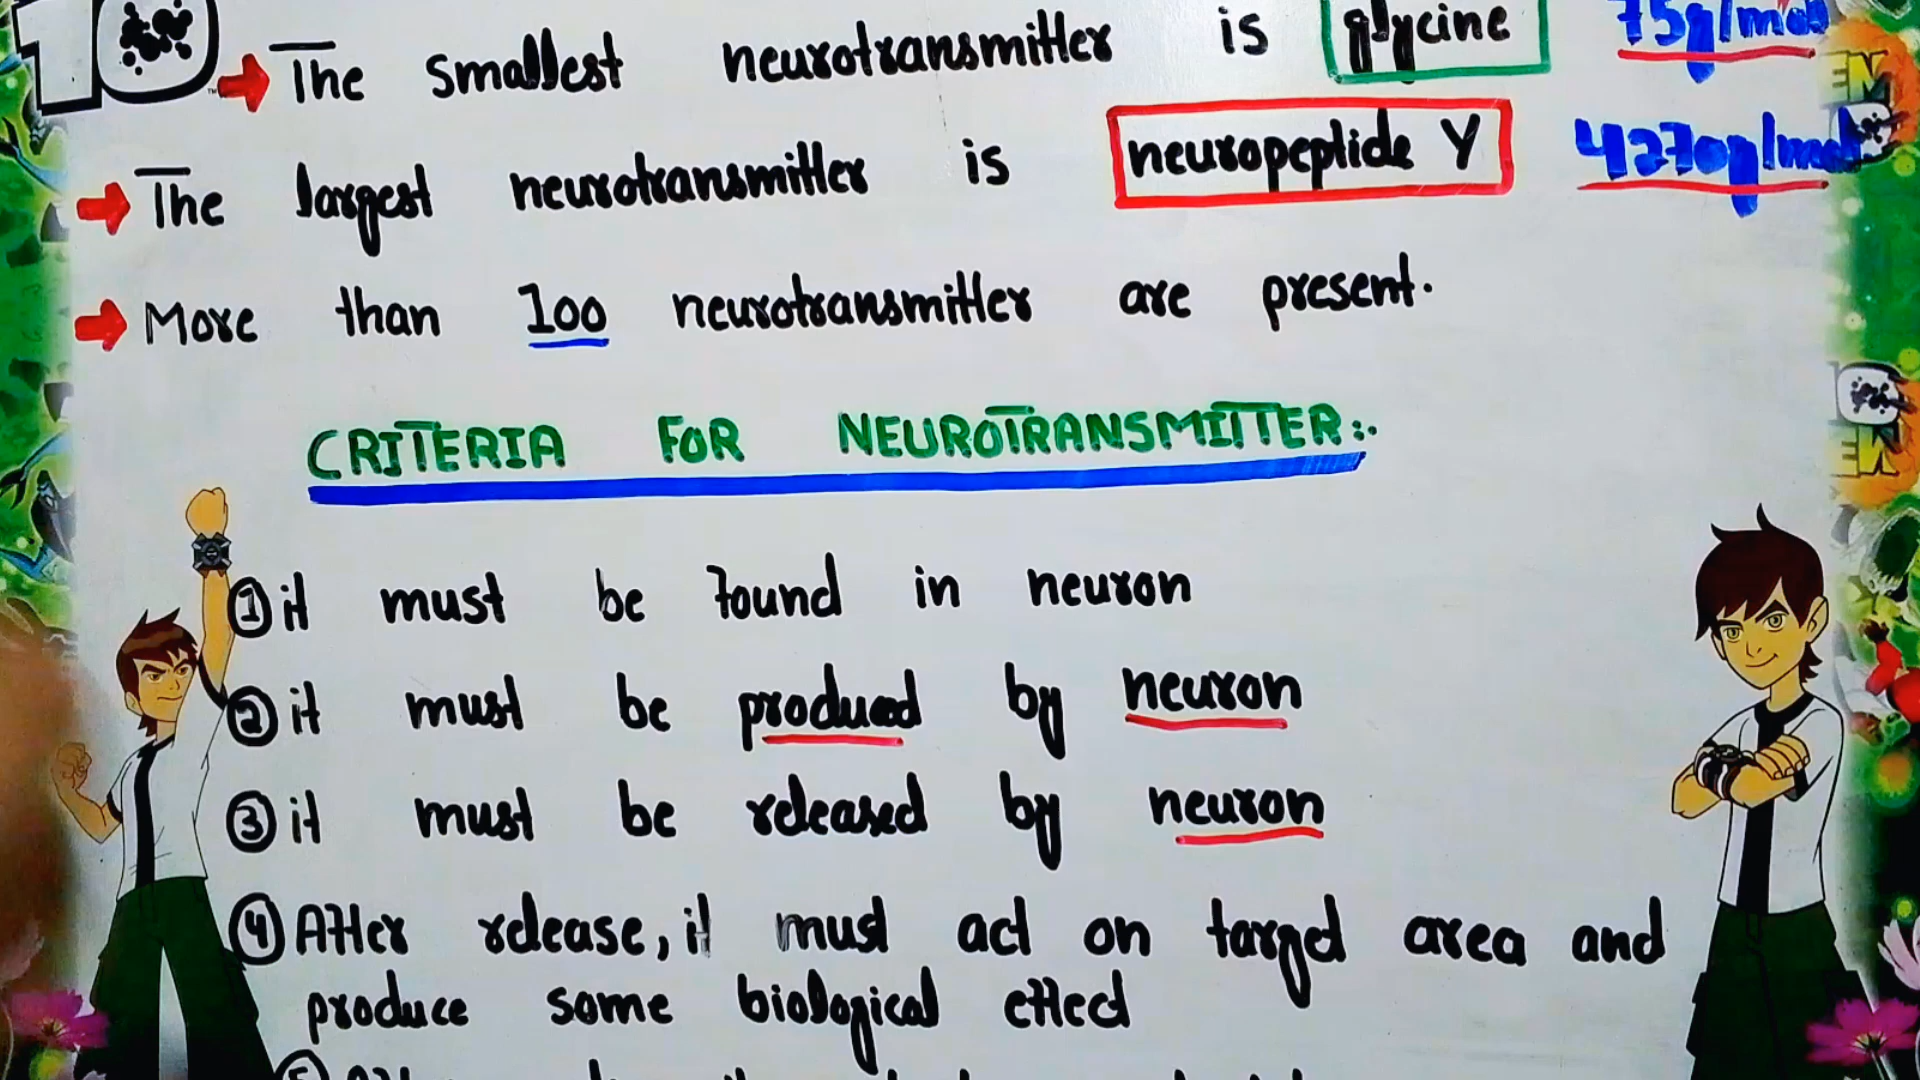 10
The smallest neurotransmitter is glycine 75g/mol
The largest neurotransmitter is neuropeptide Y 4270g/mol
More than 100 neurotransmitter are present.
CRITERIA FOR NEUROTRANSMITTER:.
① it must be found in neuron
② it must be produced by neuron
③ it must be released by neuron
④ After release, it must act on target area and
produce some biological effect